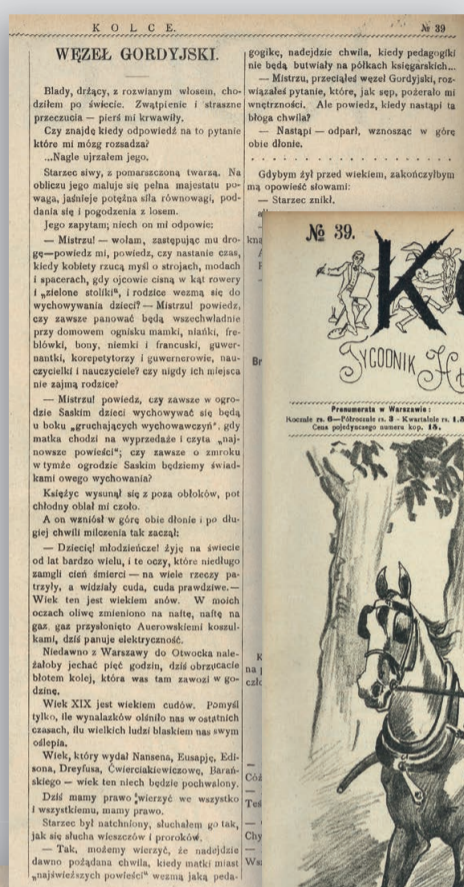 KOLCE.
№ 39
WĘZEŁ GORDYJSKI.
Blady, drżący, z rozwianym włosem, cho-
dziłem po świecie. Zwątpienie i straszne
przeczucia — pierś mi krwawiły.
Czy znajdę kiedy odpowiedź na to pytanie
które mi mózg rozsadza?
...Nagle ujrzałem jego.
Starzec siwy, z pomarszczoną twarzą. Na
obliczu jego maluje się pełna majestatu po-
waga, jaśnieje potężna siła równowagi, pod-
dania się i pogodzenia z losem.
Jego zapytam; niech on mi odpowie:
— Mistrzu! — wołam, zastępując mu dro-
gę—powiedz mi, powiedz, czy nastanie czas,
kiedy kobiety rzucą myśl o strojach, modach
i spacerach, gdy ojcowie cisną w kąt rowery
i „zielone stoliki“, i rodzice wezmą się do
wychowywania dzieci? — Mistrzu! powiedz,
czy zawsze panować będą wszechwładnie
przy domowem ognisku mamki, niańki, fre-
blówki, bony, niemki i francuski, guwer-
nantki, korepetytorzy i guwernerowie, nau-
czycielki i nauczyciele? czy nigdy ich miejsca
nie zajmą rodzice?
— Mistrzu! powiedz, czy zawsze w ogro-
dzie Saskim dzieci wychowywać się będą
u boku „gruchających wychowawczyń“, gdy
matka chodzi na wyprzedaże i czyta „naj-
nowsze powieści“; czy zawsze o zmroku
w tymże ogrodzie Saskim będziemy świad-
kami owego wychowania?
Księżyc wysunął się z poza obłoków, pot
chłodny oblał mi czoło.
A on wzniósł w górę obie dłonie i po dłu-
giej chwili milczenia tak zaczął:
— Dziecię! młodzieńcze! żyję na świecie
od lat bardzo wielu, i te oczy, które niedługo
zamgli cień śmierci — na wiele rzeczy pa-
trzyły, a widziały cuda, cuda prawdziwe.—
Wiek ten jest wiekiem snów. W moich
oczach oliwę zmieniono na naftę, naftę na
gaz, gaz przysłonięto Auerowskiemi koszul-
kami, dziś panuje elektryczność.
Niedawno z Warszawy do Otwocka nale-
żałoby jechać pięć godzin, dziś obrzucacie
błotem kolej, która was tam zawozi w go-
dzinę.
Wiek XIX jest wiekiem cudów. Pomyśl
tylko, ile wynalazków olśniło nas w ostatnich
czasach, ilu wielkich ludzi blaskiem nas swym
oślepia.
Wiek, który wydał Nansena, Eusapję, Edi-
sona, Dreyfusa, Ćwierciakiewiczowę, Barań-
skiego — wiek ten niech będzie pochwalony.
Dziś mamy prawo wierzyć we wszystko
i wszystkiemu, mamy prawo.
Starzec był natchniony, słuchałem go tak,
jak się słucha wieszczów i proroków.
— Tak, możemy wierzyć, że nadejdzie
dawno pożądana chwila, kiedy matki miast
„najświeższych powieści“ wezmą jaką peda-
gogikę, nadejdzie chwila, kiedy pedagogiki
nie będą butwiały na półkach księgarskich...
— Mistrzu, przeciąłeś węzeł Gordyjski, roz-
wiązałeś pytanie, które, jak sęp, pożerało mi
wnętrzności. Ale powiedz, kiedy nastąpi ta
błoga chwila?
— Nastąpi — odparł, wznosząc w górę
obie dłonie.
Gdybym żył przed wiekiem, zakończyłbym
mą opowieść słowami:
— Starzec znikł.
№ 39.
TYGODNIK
Prenumerata w Warszawie:
Rocznie rs. 6—Półrocznie rs. 3 - Kwartalnie rs. 1,5
Cena pojedynczego numeru kop. 15.